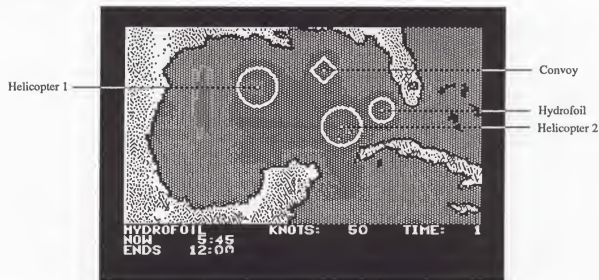 Helicopter 1
Convoy
Hydrofoil
Helicopter 2
HYDROFOIL KNOTS: 50 TIME: 1
NOW 5:45
ENDS 12:00